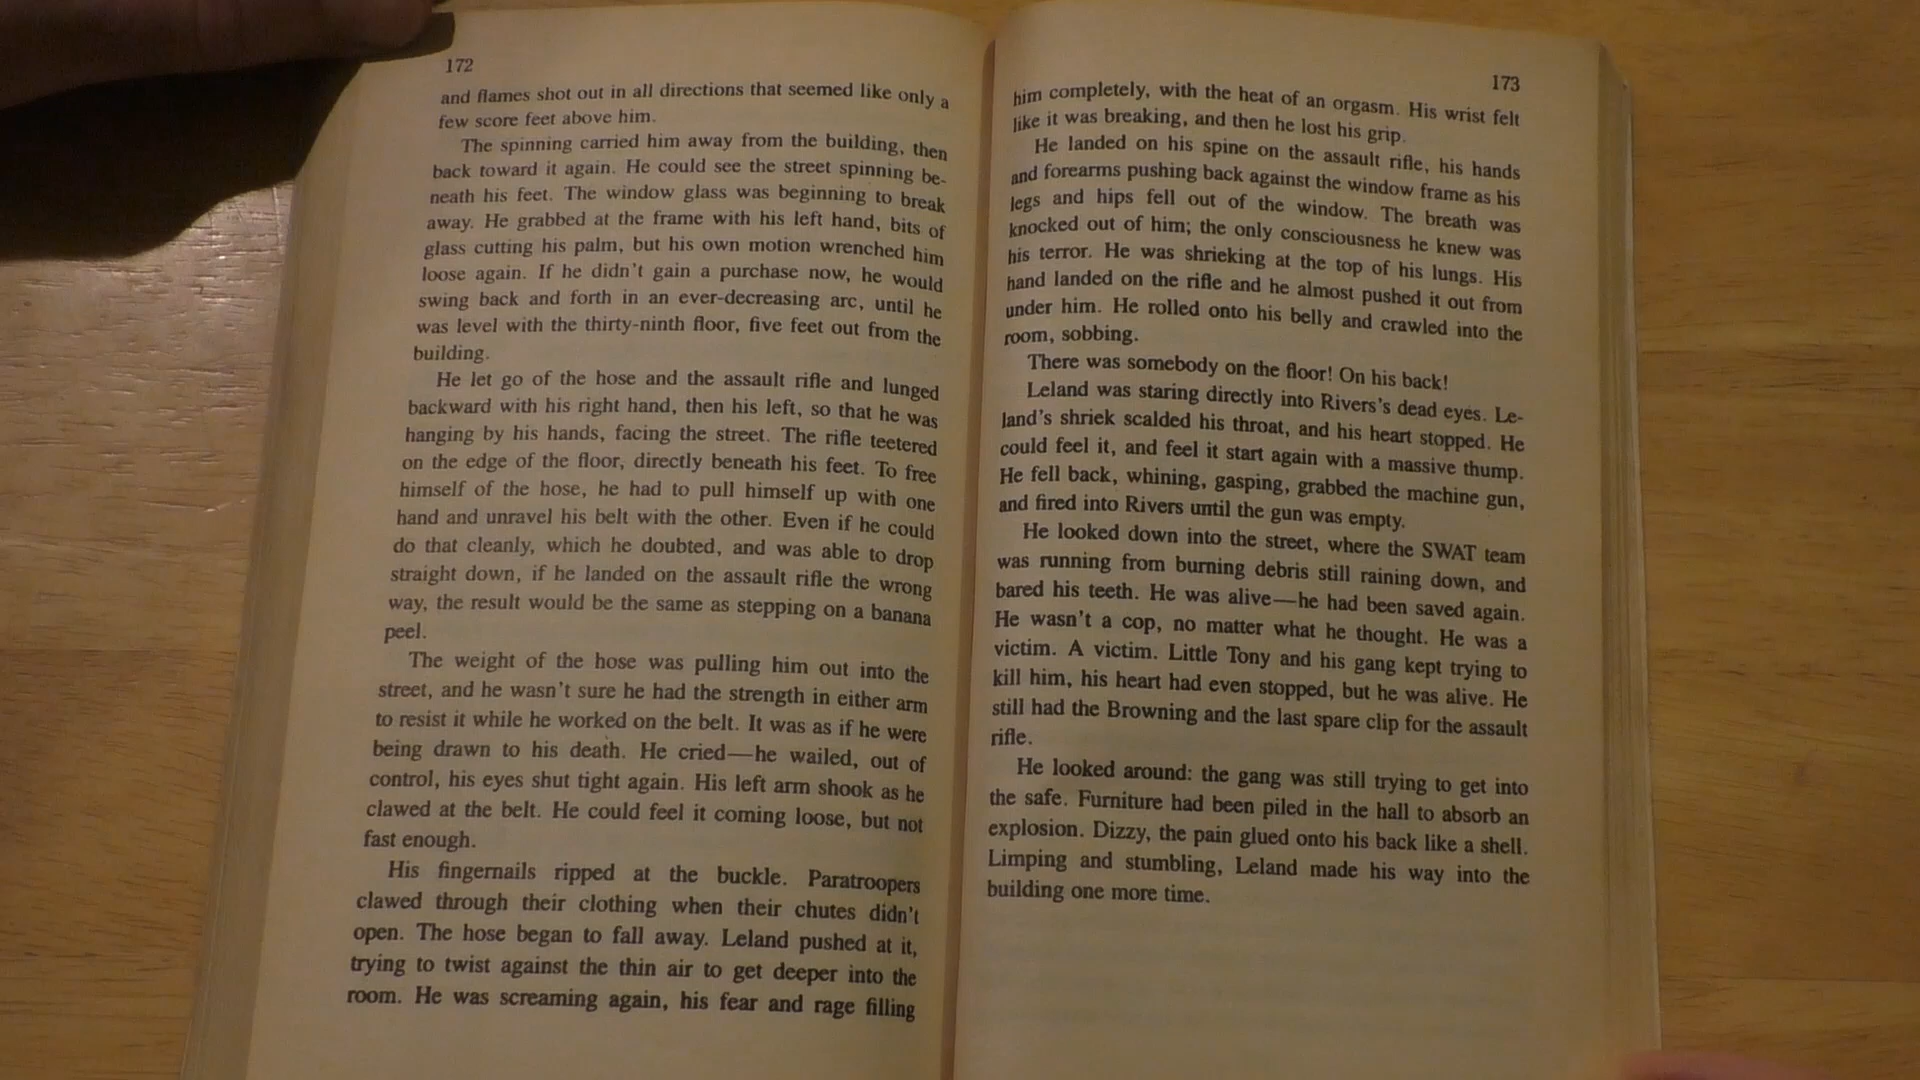 172
and flames shot out in all directions that seemed like only a
few score feet above him.
The spinning carried him away from the building, then
back toward it again. He could see the street spinning be-
neath his feet. The window glass was beginning to break
away. He grabbed at the frame with his left hand, bits of
glass cutting his palm, but his own motion wrenched him
loose again. If he didn't gain a purchase now, he would
swing back and forth in an ever-decreasing arc, until he
was level with the thirty-ninth floor, five feet out from the
building.
He let go of the hose and the assault rifle and lunged
backward with his right hand, then his left, so that he was
hanging by his hands, facing the street. The rifle teetered
on the edge of the floor, directly beneath his feet. To free
himself of the hose, he had to pull himself up with one
hand and unravel his belt with the other. Even if he could
do that cleanly, which he doubted, and was able to drop
straight down, if he landed on the assault rifle the wrong
way, the result would be the same as stepping on a banana
peel.
The weight of the hose was pulling him out into the
street, and he wasn't sure he had the strength in either arm
to resist it while he worked on the belt. It was as if he were
being drawn to his death. He cried—he wailed, out of
control, his eyes shut tight again. His left arm shook as he
clawed at the belt. He could feel it coming loose, but not
fast enough.
His fingernails ripped at the buckle. Paratroopers
clawed through their clothing when their chutes didn't
open. The hose began to fall away. Leland pushed at it,
trying to twist against the thin air to get deeper into the
room. He was screaming again, his fear and rage filling
173
him completely, with the heat of an orgasm. His wrist felt
like it was breaking, and then he lost his grip.
He landed on his spine on the assault rifle, his hands
and forearms pushing back against the window frame as his
legs and hips fell out of the window. The breath was
knocked out of him; the only consciousness he knew was
his terror. He was shrieking at the top of his lungs. His
hand landed on the rifle and he almost pushed it out from
under him. He rolled onto his belly and crawled into the
room, sobbing.
There was somebody on the floor! On his back!
Leland was staring directly into Rivers's dead eyes. Le-
land's shriek scalded his throat, and his heart stopped. He
could feel it, and feel it start again with a massive thump.
He fell back, whining, gasping, grabbed the machine gun,
and fired into Rivers until the gun was empty.
He looked down into the street, where the SWAT team
was running from burning debris still raining down, and
bared his teeth. He was alive—he had been saved again.
He wasn't a cop, no matter what he thought. He was a
victim. A victim. Little Tony and his gang kept trying to
kill him, his heart had even stopped, but he was alive. He
still had the Browning and the last spare clip for the assault
rifle.
He looked around: the gang was still trying to get into
the safe. Furniture had been piled in the hall to absorb an
explosion. Dizzy, the pain glued onto his back like a shell.
Limping and stumbling, Leland made his way into the
building one more time.